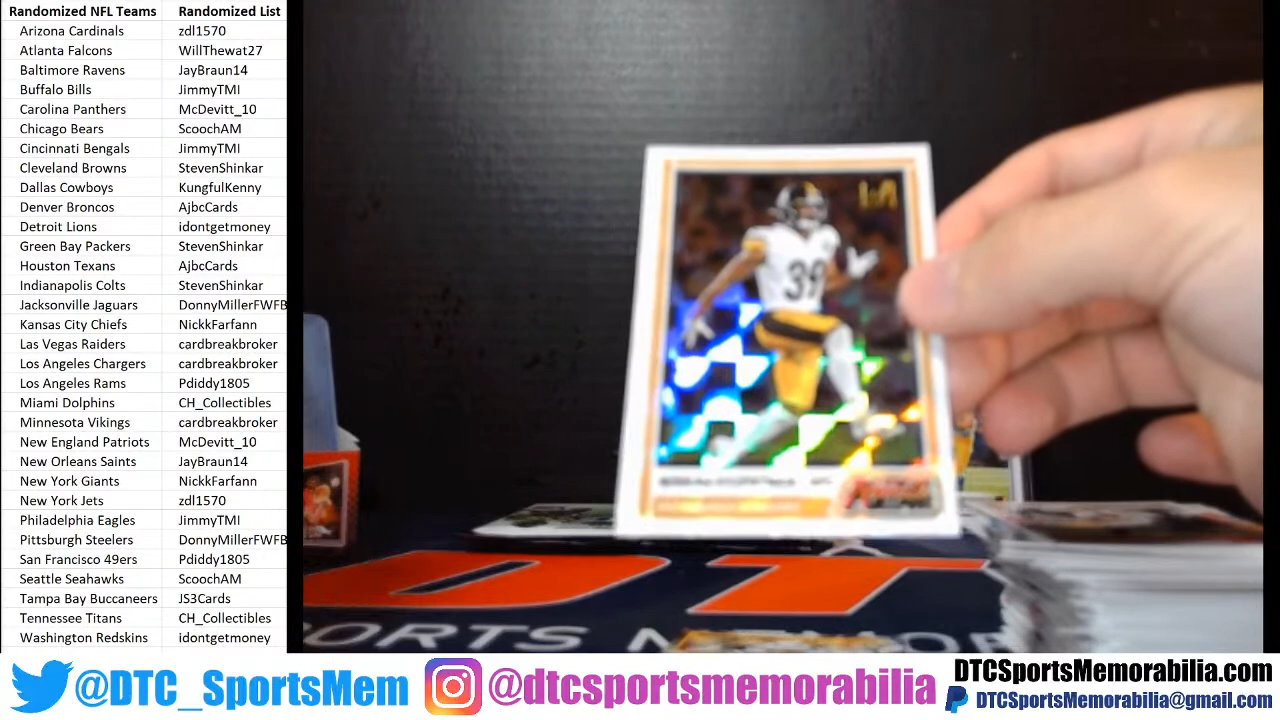 Randomized NFL Teams Randomized List
Arizona Cardinals zdl1570
Atlanta Falcons WillThewat27
Baltimore Ravens JayBraun14
Buffalo Bills JimmyTMI
Carolina Panthers McDevitt_10
Chicago Bears ScoochAM
Cincinnati Bengals JimmyTMI
Cleveland Browns StevenShinkar
Dallas Cowboys KungfulKenny
Denver Broncos AjbcCards
Detroit Lions idontgetmoney
Green Bay Packers StevenShinkar
Houston Texans AjbcCards
Indianapolis Colts StevenShinkar
Jacksonville Jaguars DonnyMillerFWFB
Kansas City Chiefs NickkFarfann
Las Vegas Raiders cardbreakbroker
Los Angeles Chargers cardbreakbroker
Los Angeles Rams Pdiddy1805
Miami Dolphins CH_Collectibles
Minnesota Vikings cardbreakbroker
New England Patriots McDevitt_10
New Orleans Saints JayBraun14
New York Giants NickkFarfann
New York Jets zdl1570
Philadelphia Eagles JimmyTMI
Pittsburgh Steelers DonnyMillerFWFB
San Francisco 49ers Pdiddy1805
Seattle Seahawks ScoochAM
Tampa Bay Buccaneers JS3Cards
Tennessee Titans CH_Collectibles
Washington Redskins idontgetmoney
39
DT
PORTS MEMOR
@DTC_SportsMem
@dtcsportsmemorabilia
DTCSportsMemorabilia.com
DTCSportsMemorabilia@gmail.com